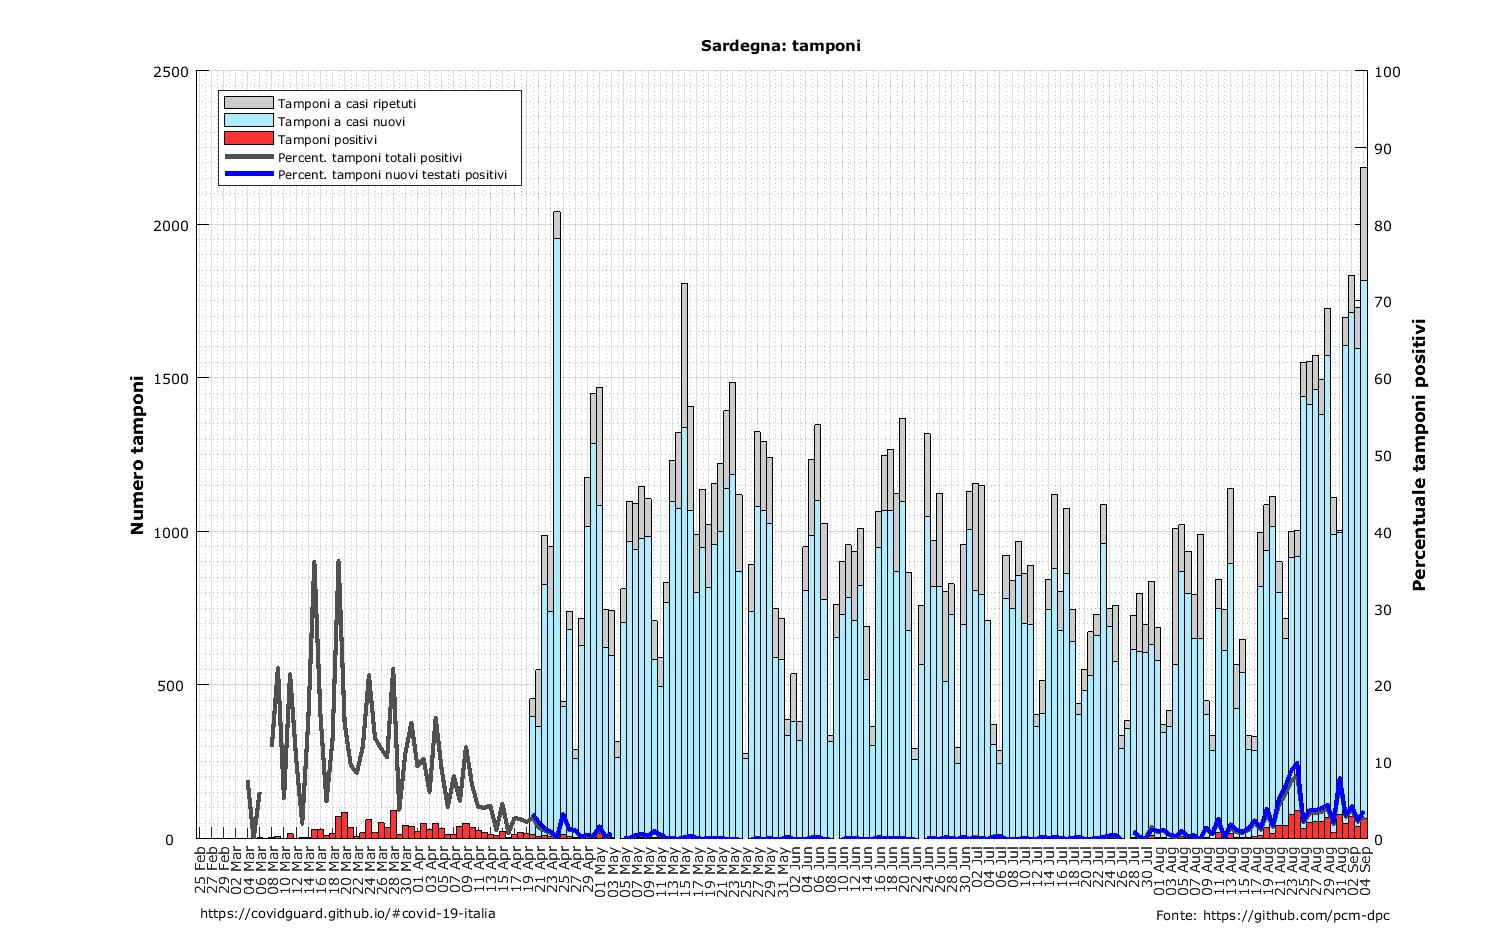 Sardegna: tamponi
2500
2000
1500
1000
500
0
Numero tamponi
Tamponi a casi ripetuti
Tamponi a casi nuovi
Tamponi positivi
Percent. tamponi totali positivi
Percent. tamponi nuovi testati positivi
100
90
80
70
60
50
40
30
20
10
0
Percentuale tamponi positivi
25 Feb
27 Feb
29 Feb
02 Mar
04 Mar
06 Mar
08 Mar
10 Mar
12 Mar
14 Mar
16 Mar
18 Mar
20 Mar
22 Mar
24 Mar
26 Mar
28 Mar
30 Mar
01 Apr
03 Apr
05 Apr
07 Apr
09 Apr
11 Apr
13 Apr
15 Apr
17 Apr
19 Apr
21 Apr
23 Apr
25 Apr
27 Apr
29 Apr
01 May
03 May
05 May
07 May
09 May
11 May
13 May
15 May
17 May
19 May
21 May
23 May
25 May
27 May
29 May
31 May
02 Jun
04 Jun
06 Jun
08 Jun
10 Jun
12 Jun
14 Jun
16 Jun
18 Jun
20 Jun
22 Jun
24 Jun
26 Jun
28 Jun
30 Jun
02 Jul
04 Jul
06 Jul
08 Jul
10 Jul
12 Jul
14 Jul
16 Jul
18 Jul
20 Jul
22 Jul
24 Jul
26 Jul
28 Jul
30 Jul
01 Aug
03 Aug
05 Aug
07 Aug
09 Aug
11 Aug
13 Aug
15 Aug
17 Aug
19 Aug
21 Aug
23 Aug
25 Aug
27 Aug
29 Aug
31 Aug
02 Sep
04 Sep
https://covidguard.github.io/#covid-19-italia
Fonte: https://github.com/pcm-dpc